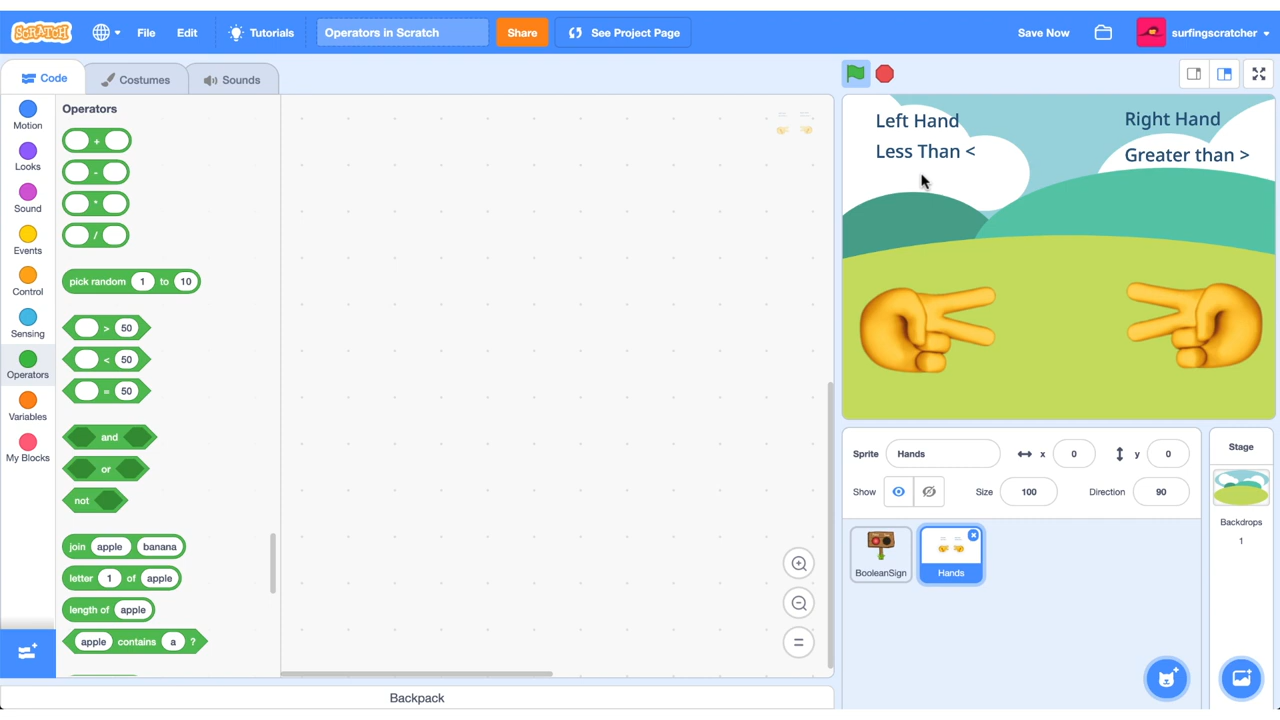 SCRATCH
File
Edit
Tutorials
Operators in Scratch
Share
See Project Page
Save Now
surfingscratcher
Code
Costumes
Sounds
Motion
Looks
Sound
Events
Control
Sensing
Operators
Variables
My Blocks
Operators
+
-
*
/
pick random 1 to 10
> 50
< 50
= 50
and
or
not
join apple banana
letter 1 of apple
length of apple
apple contains a ?
Backpack
Left Hand
Less Than <
Right Hand
Greater than >
Sprite Hands
x 0
y 0
Show
Size 100
Direction 90
BooleanSign
Hands
Stage
Backdrops
1